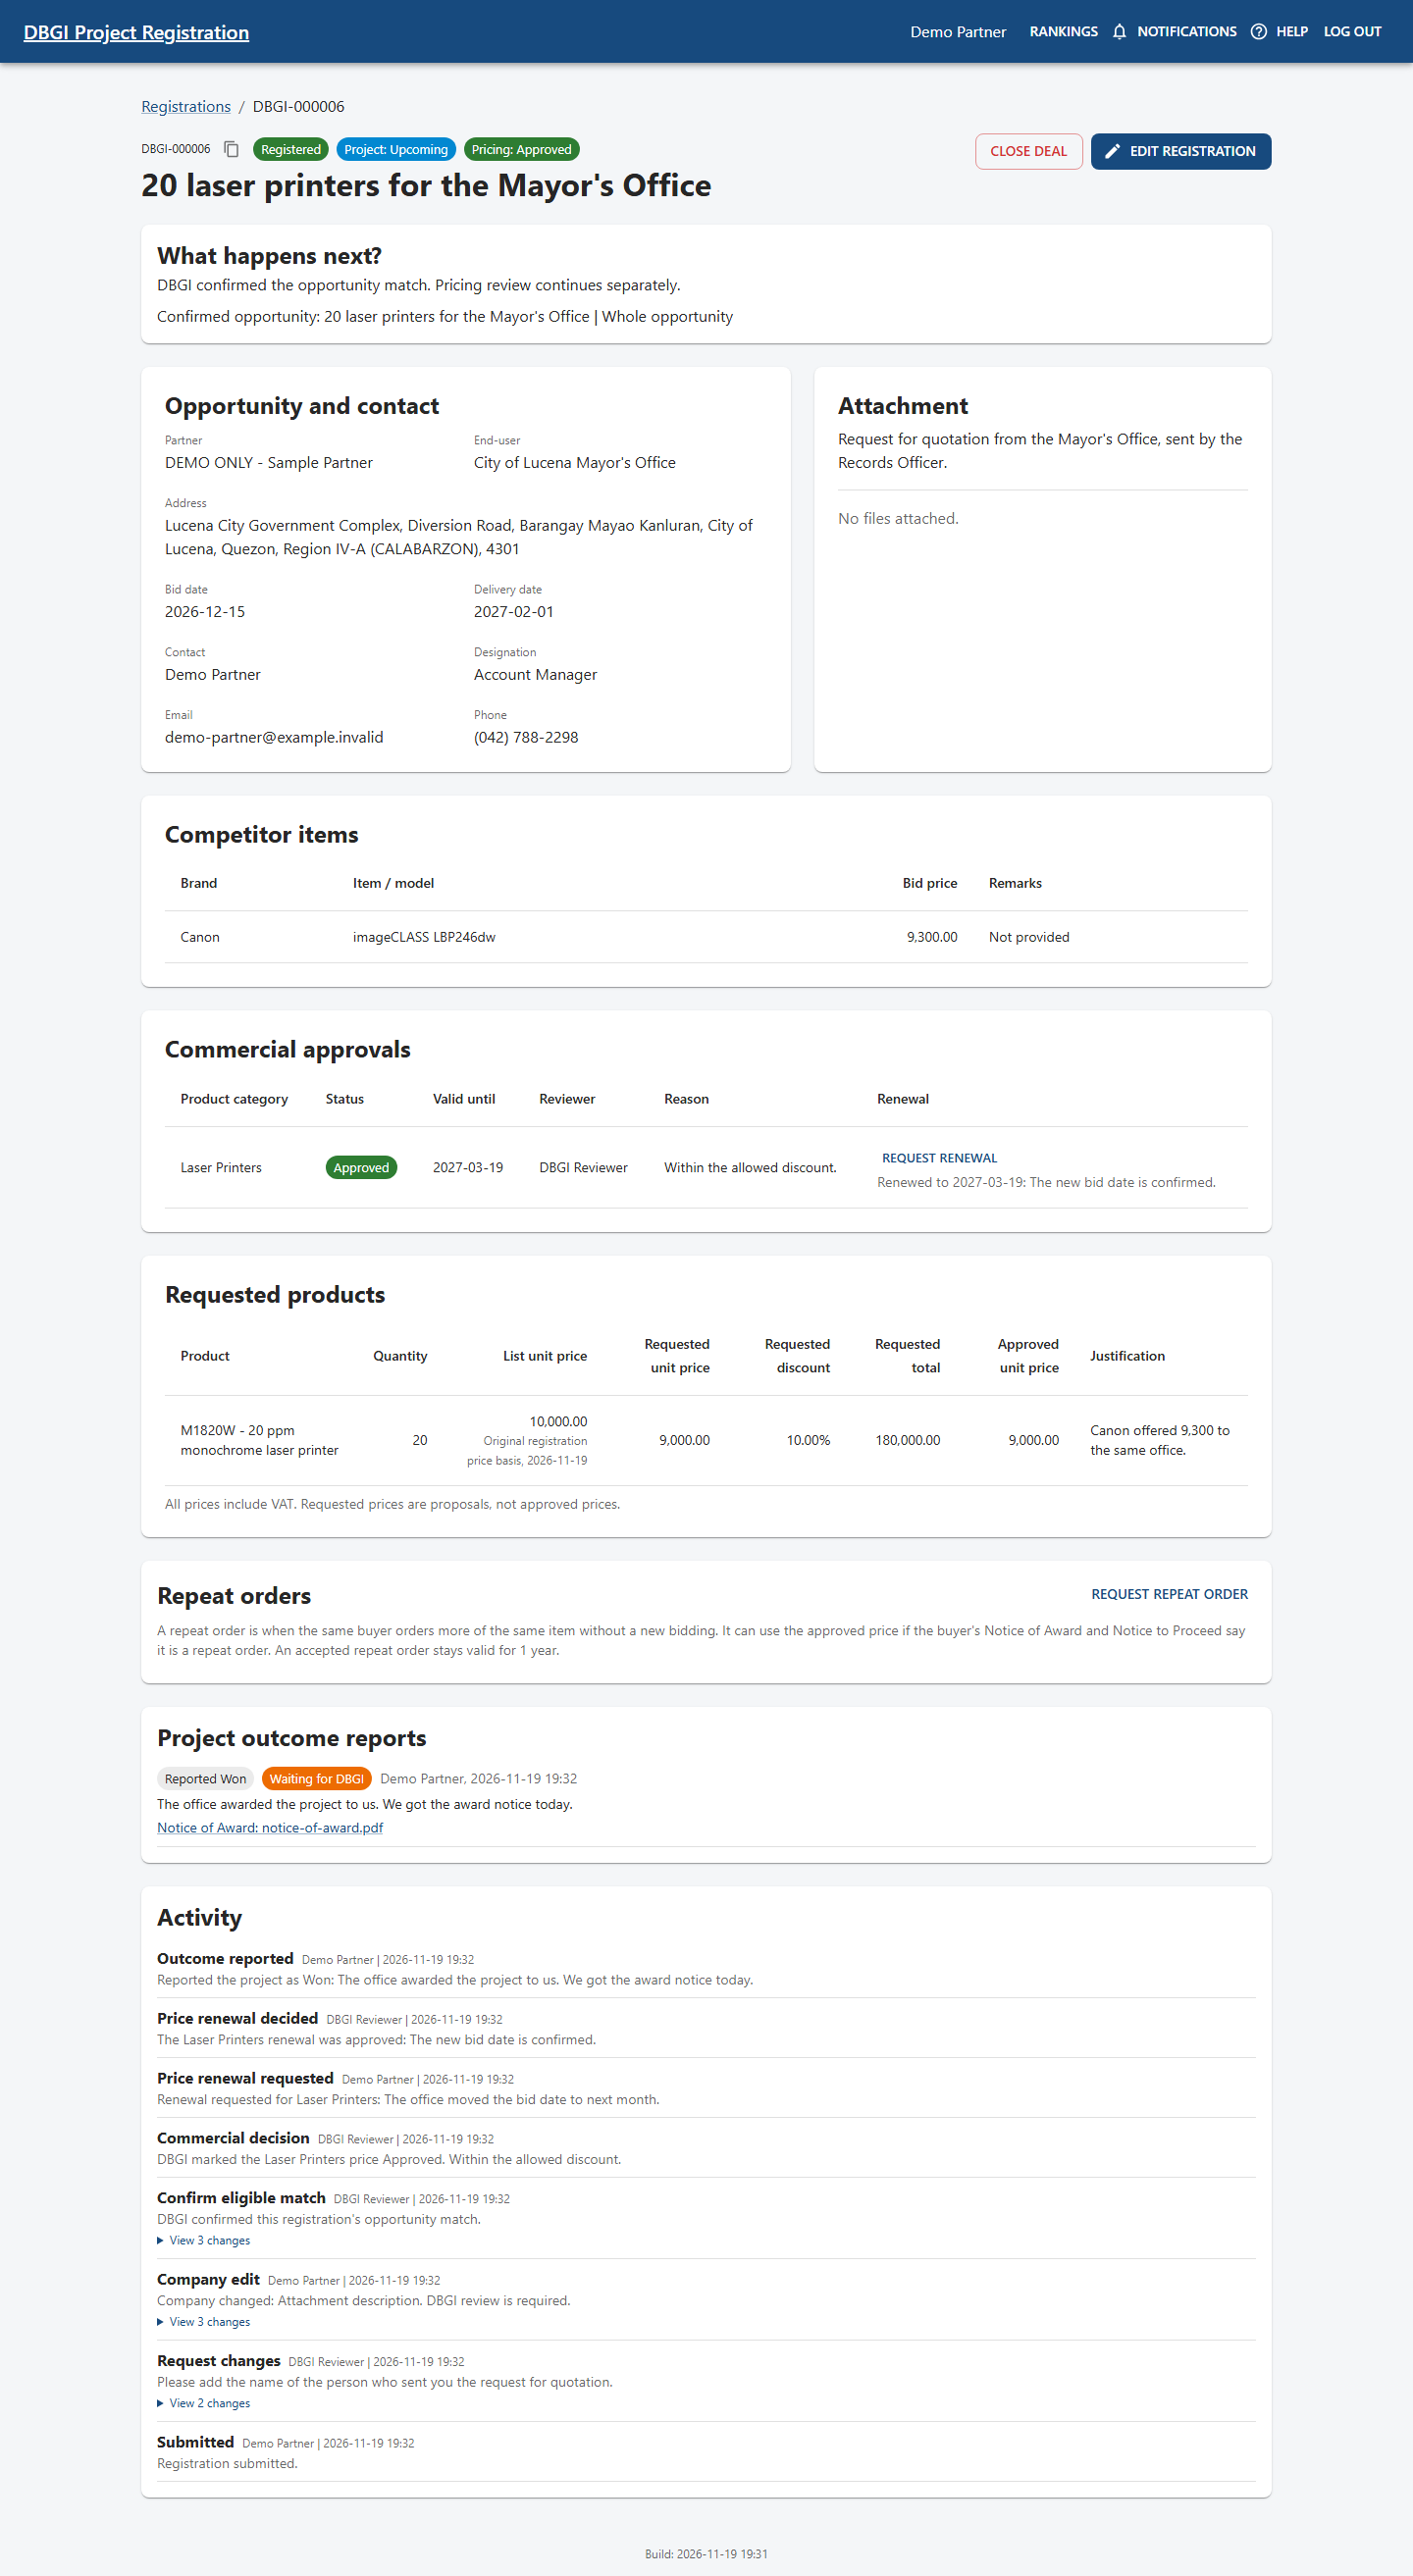 DBGI Project Registration
Demo Partner
RANKINGS
NOTIFICATIONS
HELP
LOG OUT
Registrations / DBGI-000006
DBGI-000006
Registered
Project: Upcoming
Pricing: Approved
CLOSE DEAL
EDIT REGISTRATION
20 laser printers for the Mayor's Office
What happens next?
DBGI confirmed the opportunity match. Pricing review continues separately.
Confirmed opportunity: 20 laser printers for the Mayor's Office | Whole opportunity
Opportunity and contact
Partner
DEMO ONLY - Sample Partner
End-user
City of Lucena Mayor's Office
Address
Lucena City Government Complex, Diversion Road, Barangay Mayao Kanluran, City of
Lucena, Quezon, Region IV-A (CALABARZON), 4301
Bid date
2026-12-15
Delivery date
2027-02-01
Contact
Demo Partner
Designation
Account Manager
Email
demo-partner@example.invalid
Phone
(042) 788-2298
Attachment
Request for quotation from the Mayor's Office, sent by the
Records Officer.
No files attached.
Competitor items
Brand Item / model Bid price Remarks
Canon imageCLASS LBP246dw 9,300.00 Not provided
Commercial approvals
Product category Status Valid until Reviewer Reason Renewal
Laser Printers Approved 2027-03-19 DBGI Reviewer Within the allowed discount.
REQUEST RENEWAL
Renewed to 2027-03-19: The new bid date is confirmed.
Requested products
Product
Quantity
List unit price
Requested
unit price
Requested
discount
Requested
total
Approved
unit price
Justification
M1820W - 20 ppm
monochrome laser printer
20
10,000.00
Original registration
price basis, 2026-11-19
9,000.00
10.00%
180,000.00
9,000.00
Canon offered 9,300 to
the same office.
All prices include VAT. Requested prices are proposals, not approved prices.
Repeat orders
REQUEST REPEAT ORDER
A repeat order is when the same buyer orders more of the same item without a new bidding. It can use the approved price if the buyer's Notice of Award and Notice to Proceed say
it is a repeat order. An accepted repeat order stays valid for 1 year.
Project outcome reports
Reported Won Waiting for DBGI Demo Partner, 2026-11-19 19:32
The office awarded the project to us. We got the award notice today.
Notice of Award: notice-of-award.pdf
Activity
Outcome reported Demo Partner | 2026-11-19 19:32
Reported the project as Won: The office awarded the project to us. We got the award notice today.
Price renewal decided DBGI Reviewer | 2026-11-19 19:32
The Laser Printers renewal was approved: The new bid date is confirmed.
Price renewal requested Demo Partner | 2026-11-19 19:32
Renewal requested for Laser Printers: The office moved the bid date to next month.
Commercial decision DBGI Reviewer | 2026-11-19 19:32
DBGI marked the Laser Printers price Approved. Within the allowed discount.
Confirm eligible match DBGI Reviewer | 2026-11-19 19:32
DBGI confirmed this registration's opportunity match.
View 3 changes
Company edit Demo Partner | 2026-11-19 19:32
Company changed: Attachment description. DBGI review is required.
View 3 changes
Request changes DBGI Reviewer | 2026-11-19 19:32
Please add the name of the person who sent you the request for quotation.
View 2 changes
Submitted Demo Partner | 2026-11-19 19:32
Registration submitted.
Build: 2026-11-19 19:31